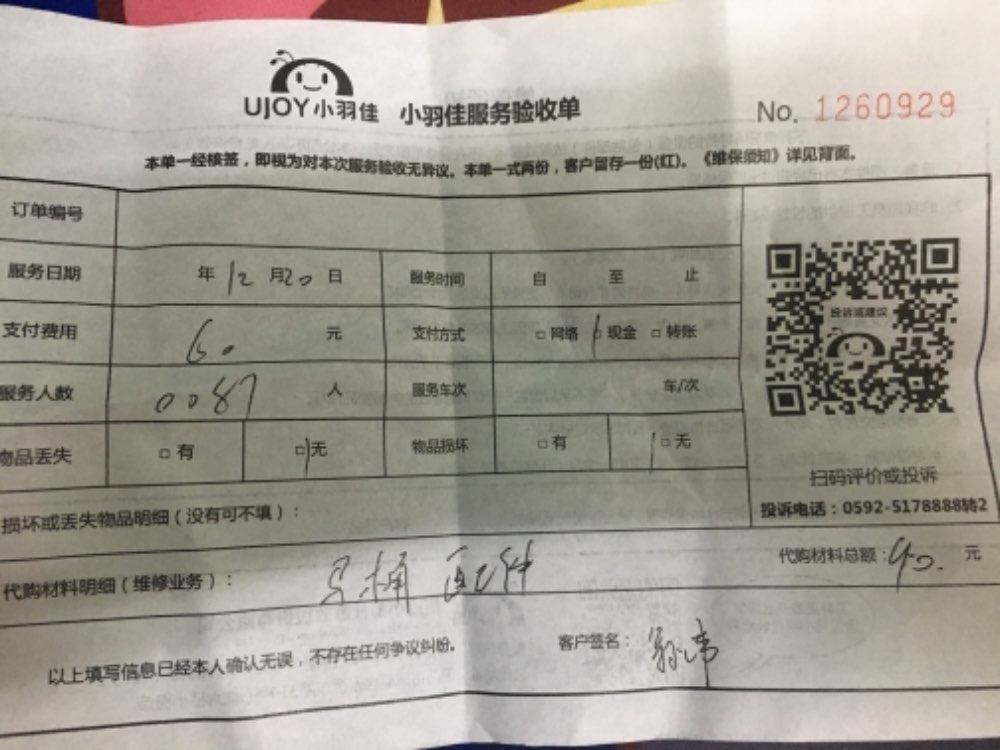 UJOY小羽佳 小羽佳服务验收单 No. 1260929
本单一经核签，即视为对本次服务验收无异议。本单一式两份，客户留存一份(红)。《维保须知》详见背面。
订单编号
服务日期 年 12 月 20 日 服务时间 自 至 止
支付费用 60 元 支付方式 □ 网络 □ 现金 □ 转账
服务人数 0087 人 服务车次 车/次
物品丢失 □ 有 □ 无 物品损坏 □ 有 □ 无
投诉或建议
扫码评价或投诉
投诉电话：0592-5178888转2
损坏或丢失物品明细（没有可不填）：
代购材料明细（维修业务）： 马桶 配件 代购材料总额： 40. 元
以上填写信息已经本人确认无误，不存在任何争议纠纷。 客户签名：